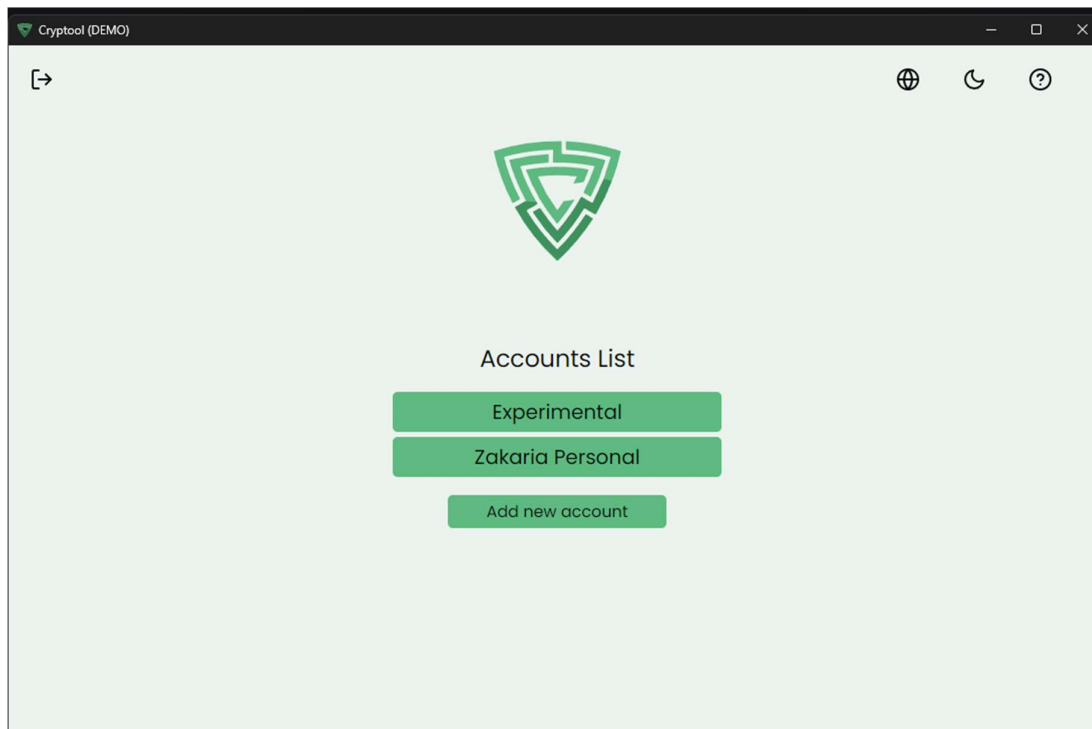 Cryptool (DEMO)
Accounts List
Experimental
Zakaria Personal
Add new account